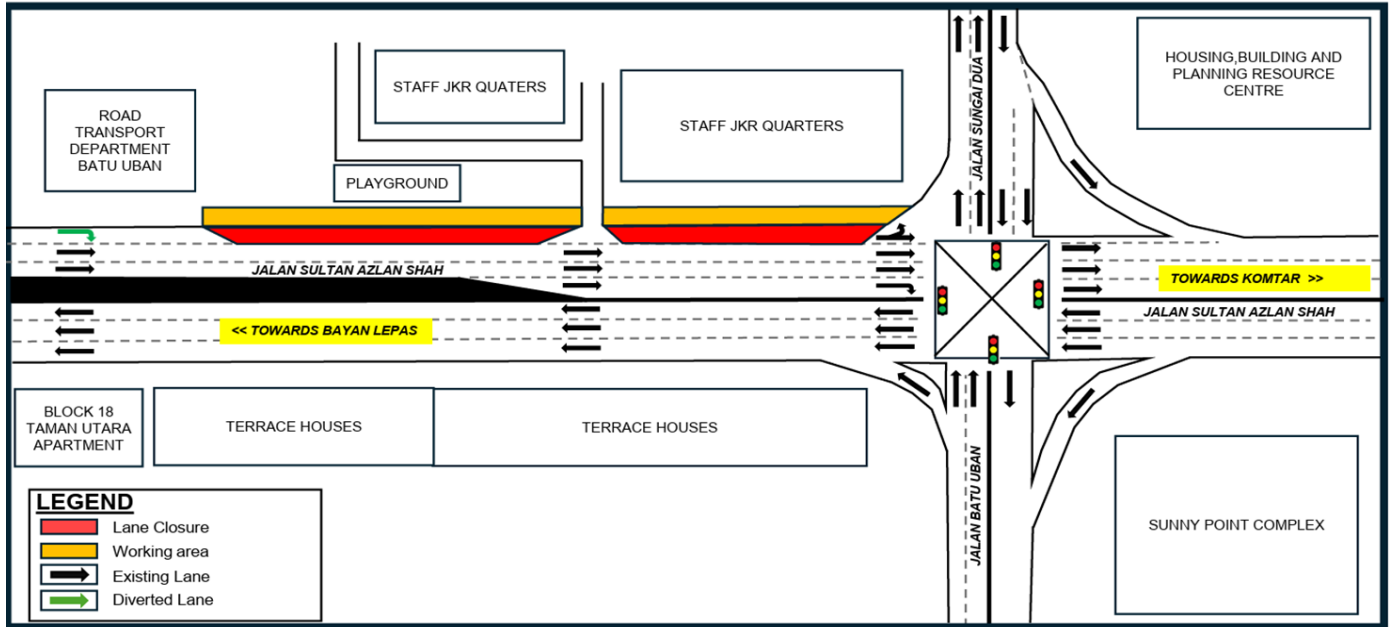 ROAD
TRANSPORT
DEPARTMENT
BATU UBAN
STAFF JKR QUATERS
STAFF JKR QUARTERS
PLAYGROUND
JALAN SUNGAI DUA
HOUSING,BUILDING AND
PLANNING RESOURCE
CENTRE
JALAN SULTAN AZLAN SHAH
TOWARDS KOMTAR >>
<< TOWARDS BAYAN LEPAS
JALAN SULTAN AZLAN SHAH
BLOCK 18
TAMAN UTARA
APARTMENT
TERRACE HOUSES
TERRACE HOUSES
JALAN BATU UBAN
SUNNY POINT COMPLEX
LEGEND
Lane Closure
Working area
Existing Lane
Diverted Lane